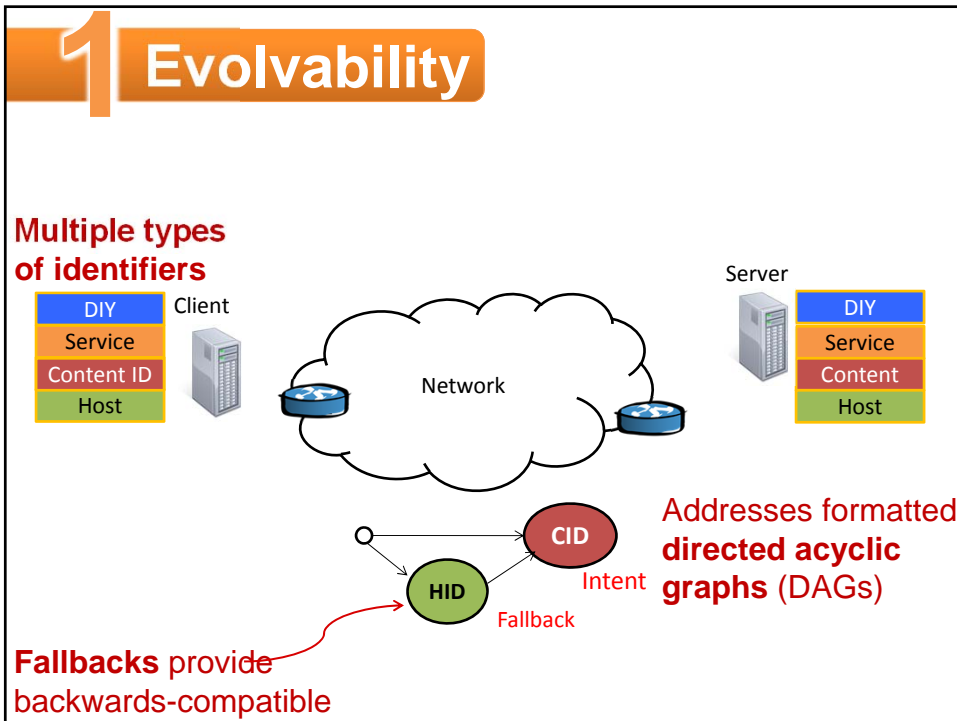 1 Evolvability
Multiple types
of identifiers
DIY
Service
Content ID
Host
Client
Network
Server
DIY
Service
Content
Host
CID
HID
Intent
Fallback
Addresses formatted
directed acyclic
graphs (DAGs)
Fallbacks provide
backwards-compatible